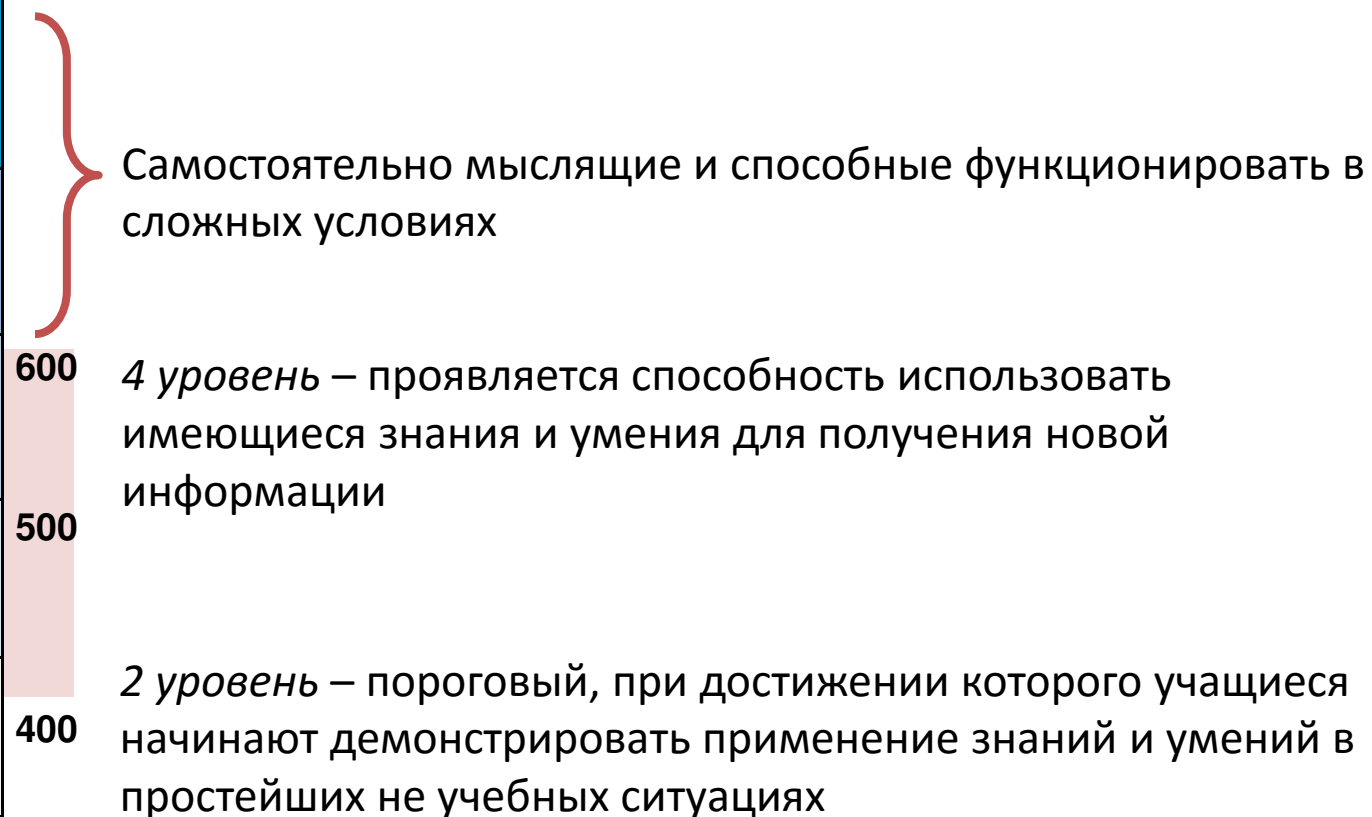 Самостоятельно мыслящие и способные функционировать в
сложных условиях
600
4 уровень – проявляется способность использовать
имеющиеся знания и умения для получения новой
информации
500
2 уровень – пороговый, при достижении которого учащиеся
400
начинают демонстрировать применение знаний и умений в
простейших не учебных ситуациях